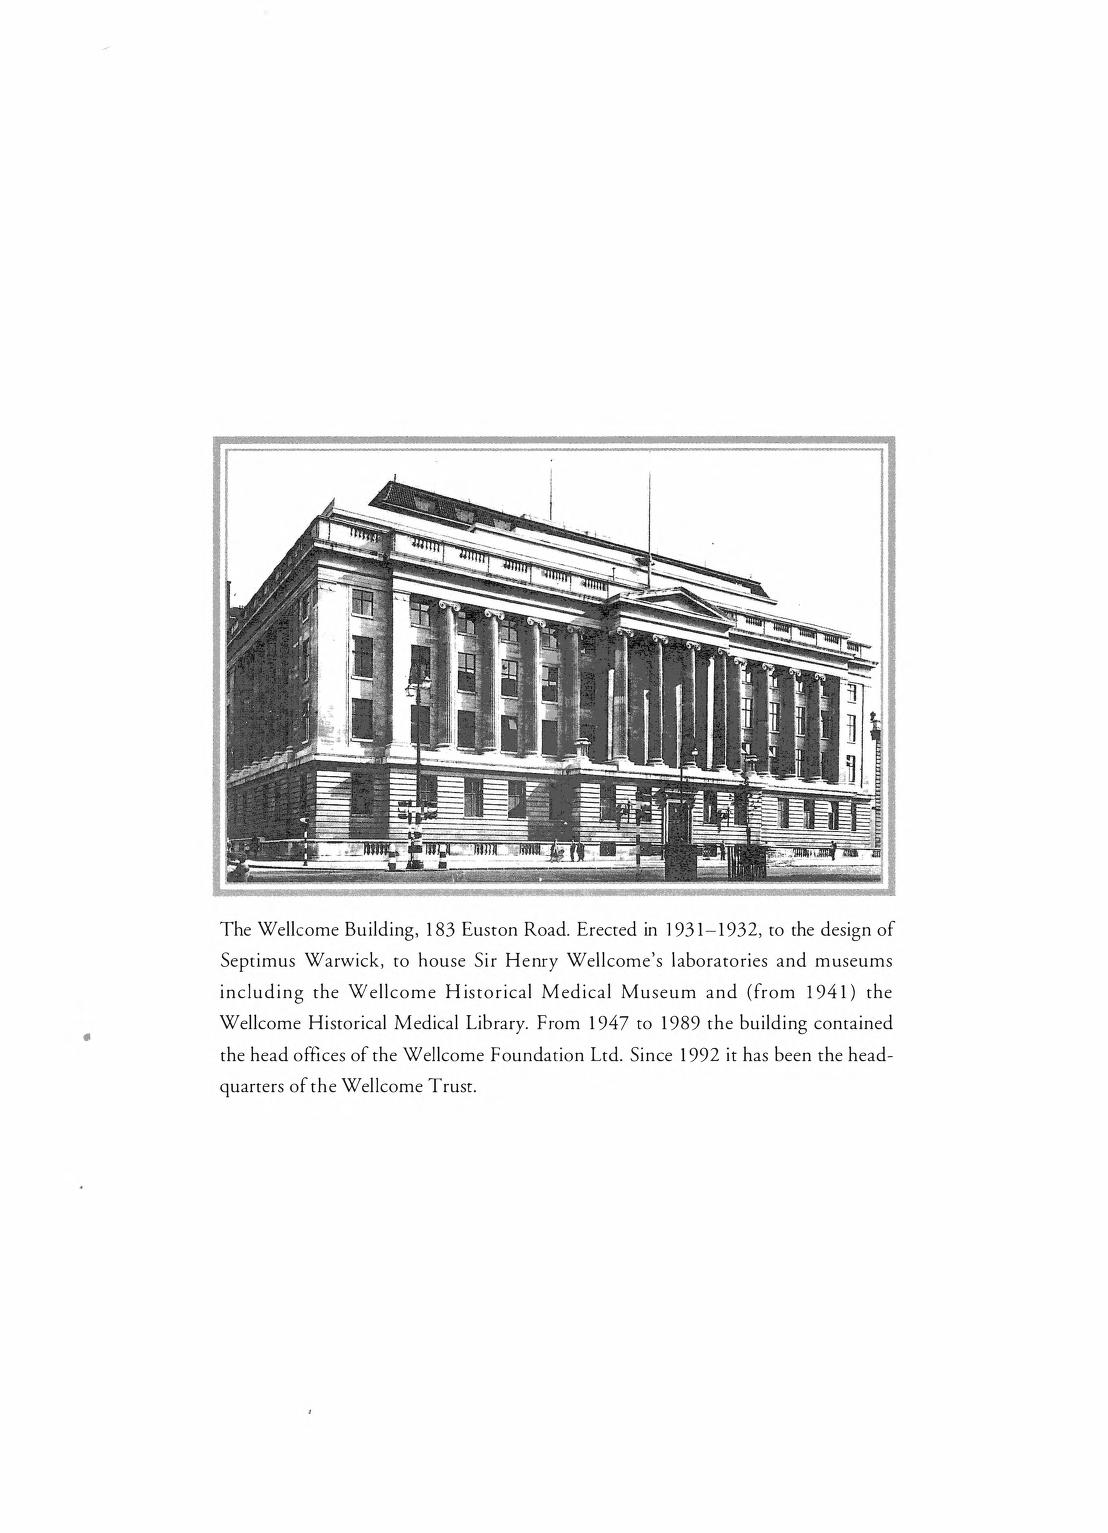 The Wellcome Building, 183 Euston Road. Erected in 1931–1932, to the design of
Septimus Warwick, to house Sir Henry Wellcome's laboratories and museums
including the Wellcome Historical Medical Museum and (from 1941) the
Wellcome Historical Medical Library. From 1947 to 1989 the building contained
the head offices of the Wellcome Foundation Ltd. Since 1992 it has been the head-
quarters of the Wellcome Trust.